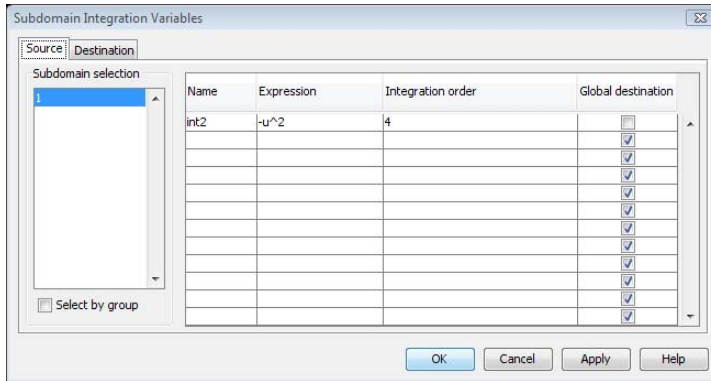 Subdomain Integration Variables
Source Destination
Subdomain selection
1
Name Expression Integration order Global destination
int2 -u^2 4
Select by group
OK Cancel Apply Help